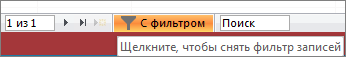 1 из 1 С фильтром Поиск
Щелкните, чтобы снять фильтр записей